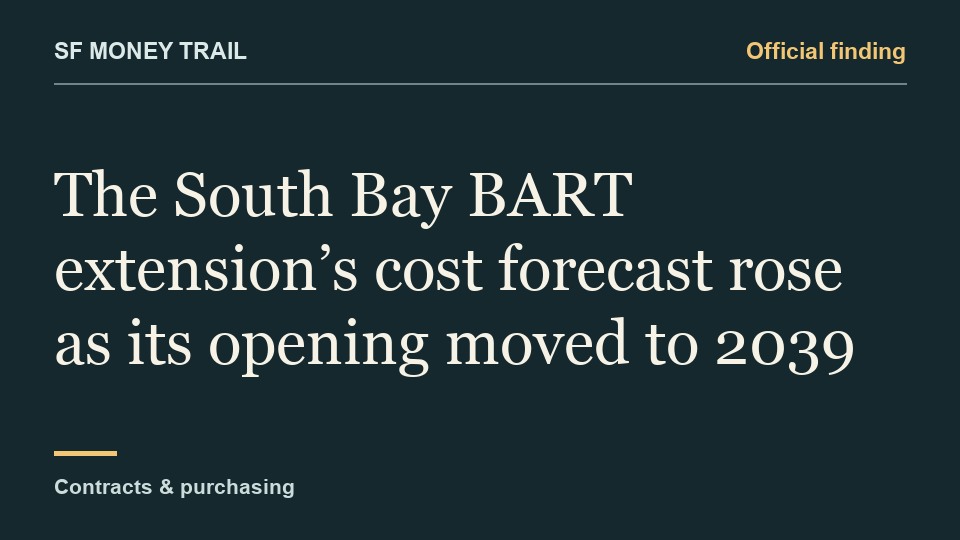 SF MONEY TRAIL
Official finding
The South Bay BART
extension’s cost forecast rose
as its opening moved to 2039
Contracts & purchasing